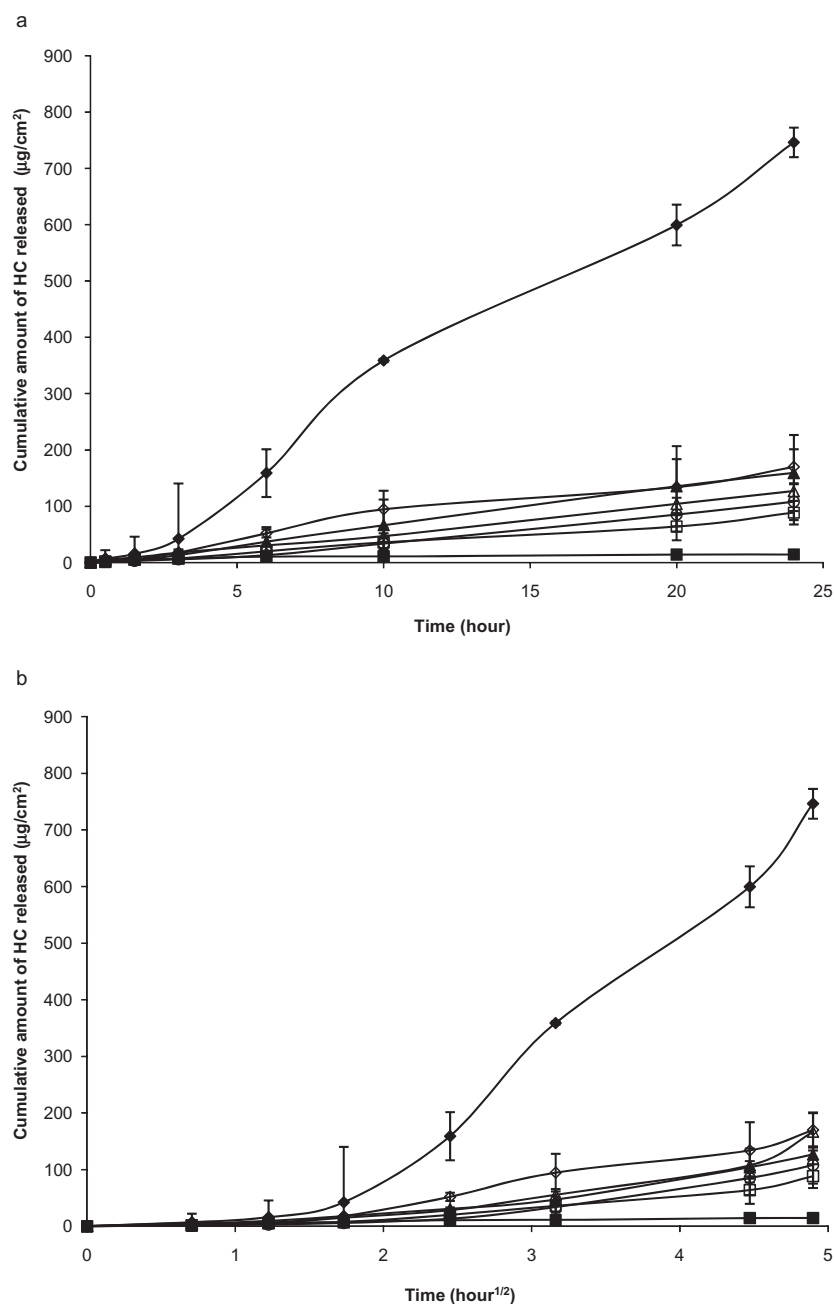 a
900
800
700
600
500
400
300
200
100
0
Cumulative amount of HC released (µg/cm²)
0 5 10 15 20 25
Time (hour)
b
900
800
700
600
500
400
300
200
100
0
Cumulative amount of HC released (µg/cm²)
0 1 2 3 4 5
Time (hour¹/²)